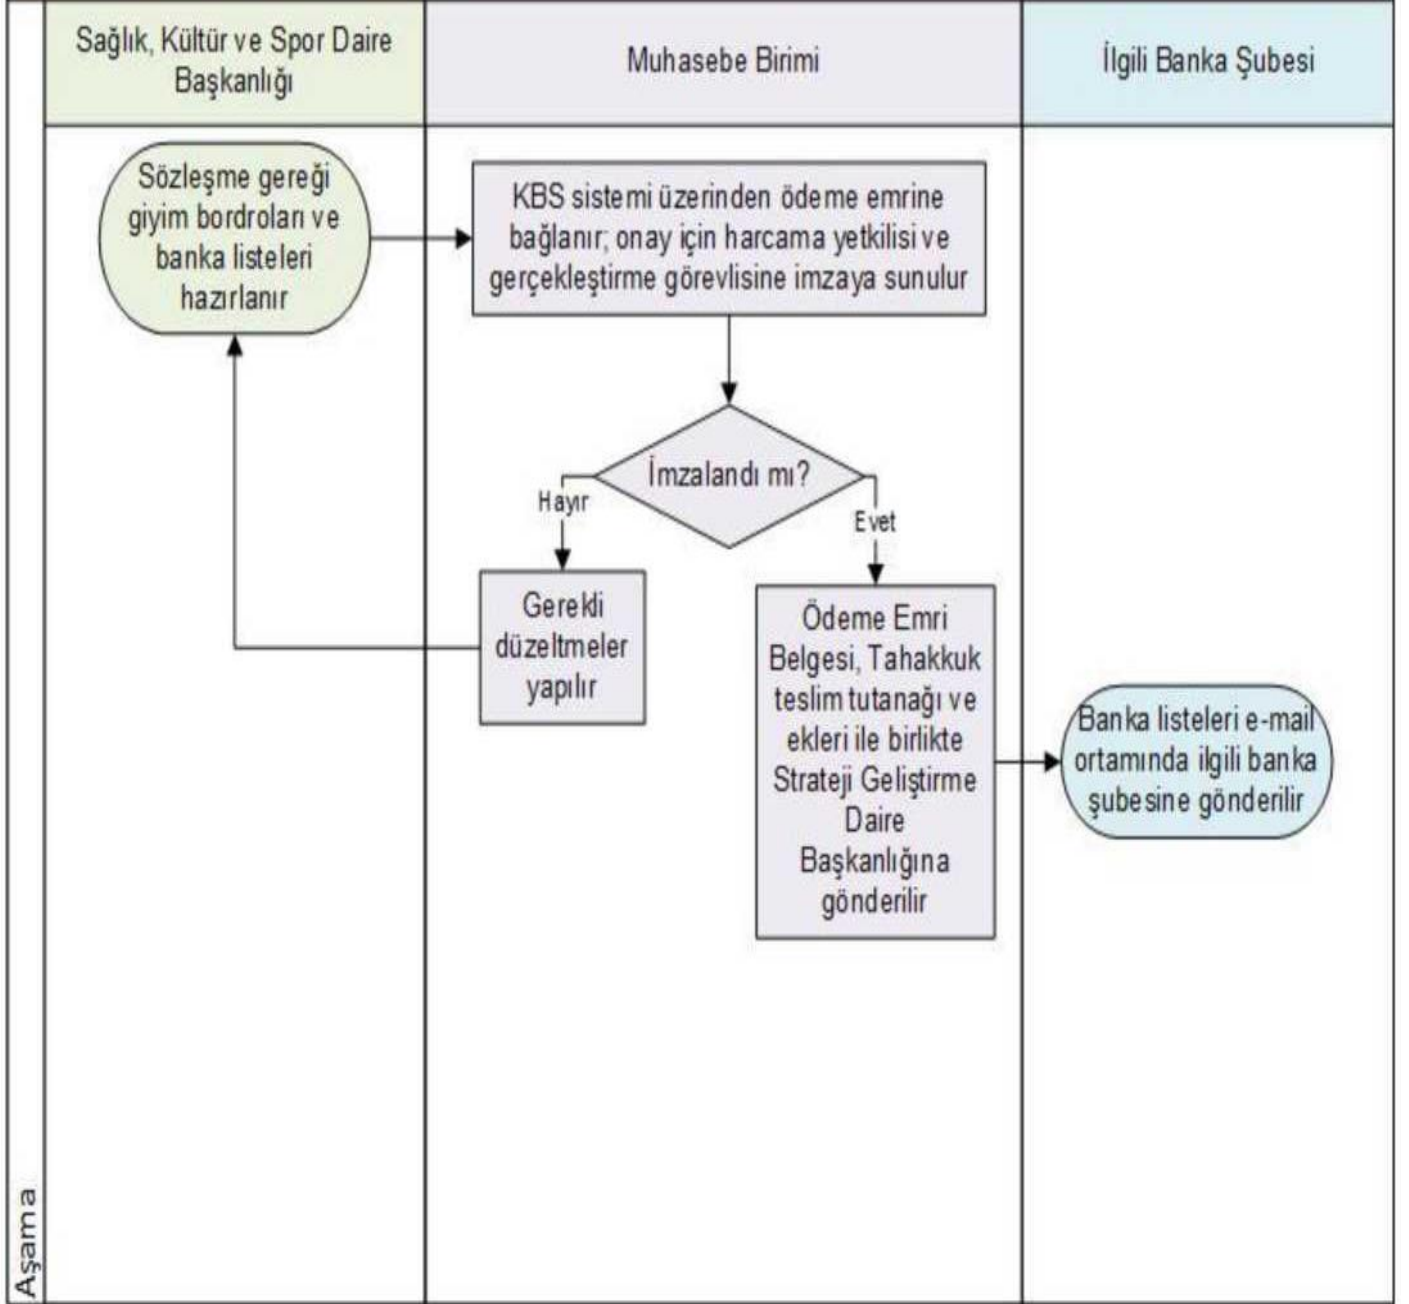 Sağlık, Kültür ve Spor Daire
Başkanlığı
Muhasebe Birimi
İlgili Banka Şubesi
Sözleşme gereği
giyim bordroları ve
banka listeleri
hazırlanır
KBS sistemi üzerinden ödeme emrine
bağlanır; onay için harcama yetkilisi ve
gerçekleştirme görevlisine imzaya sunulur
İmzalandı mı?
Hayır
Evet
Gerekli
düzeltmeler
yapılır
Ödeme Emri
Belgesi, Tahakkuk
teslim tutanağı ve
ekleri ile birlikte
Strateji Geliştirme
Daire
Başkanlığına
gönderilir
Banka listeleri e-mail
ortamında ilgili banka
şubesine gönderilir
Aşama